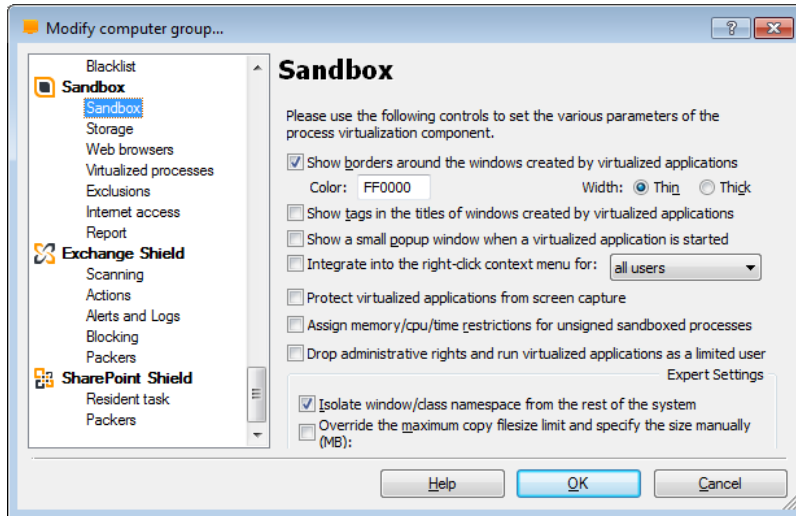 Modify computer group...
Blacklist
Sandbox
Sandbox
Storage
Web browsers
Virtualized processes
Exclusions
Internet access
Report
Exchange Shield
Scanning
Actions
Alerts and Logs
Blocking
Packers
SharePoint Shield
Resident task
Packers
Sandbox
Please use the following controls to set the various parameters of the
process virtualization component.
Show borders around the windows created by virtualized applications
Color: FF0000 Width: Thin Thick
Show tags in the titles of windows created by virtualized applications
Show a small popup window when a virtualized application is started
Integrate into the right-click context menu for: all users
Protect virtualized applications from screen capture
Assign memory/cpu/time restrictions for unsigned sandboxed processes
Drop administrative rights and run virtualized applications as a limited user
Expert Settings
Isolate window/class namespace from the rest of the system
Override the maximum copy filesize limit and specify the size manually
(MB):
Help OK Cancel